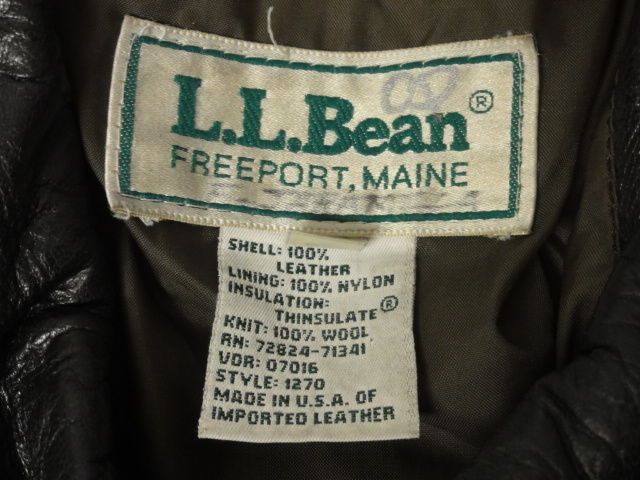 L.L.Bean®
FREEPORT, MAINE
SHELL: 100%
LEATHER
LINING: 100% NYLON
INSULATION:
THINSULATE®
KNIT: 100% WOOL
RN: 72824-71341
VDR: 07016
STYLE: 1270
MADE IN U.S.A. OF
IMPORTED LEATHER